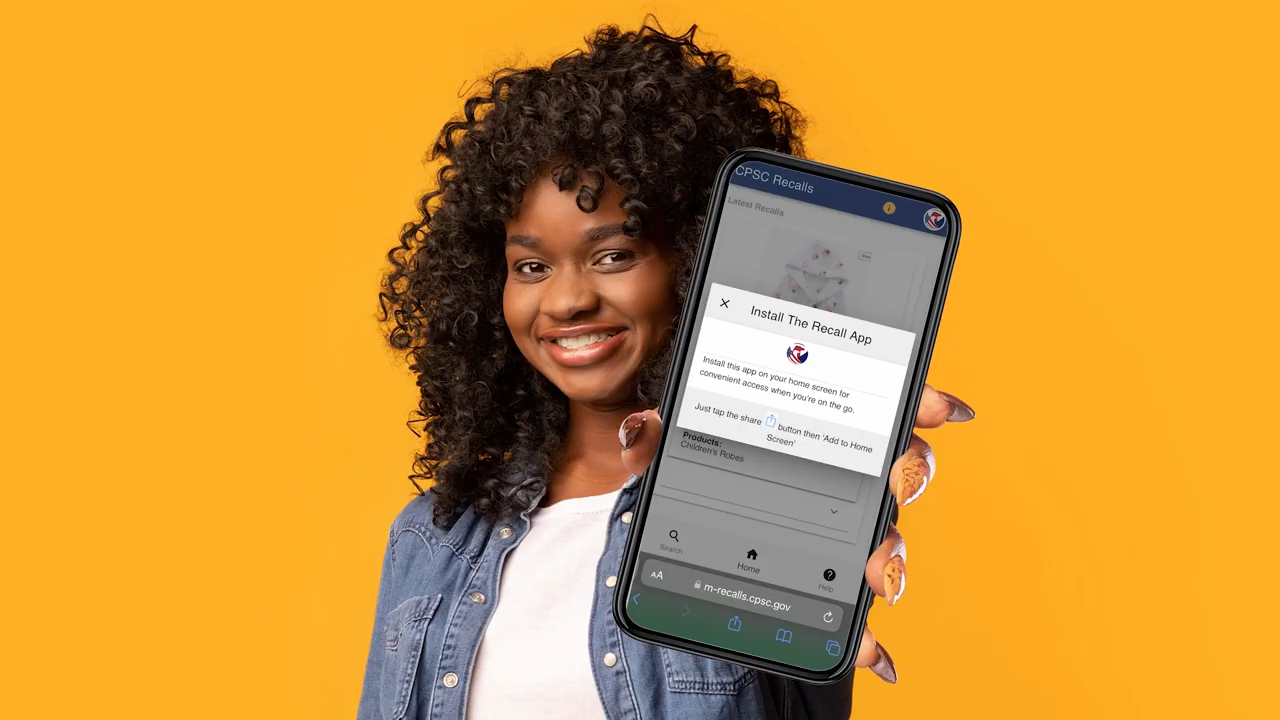 CPSC Recalls
Latest Recalls
Install The Recall App
Install this app on your home screen for
convenient access when you're on the go.
Just tap the share button then 'Add to Home
Screen'
Products:
Children's Robes
Search
Home
Help
AA
m-recalls.cpsc.gov